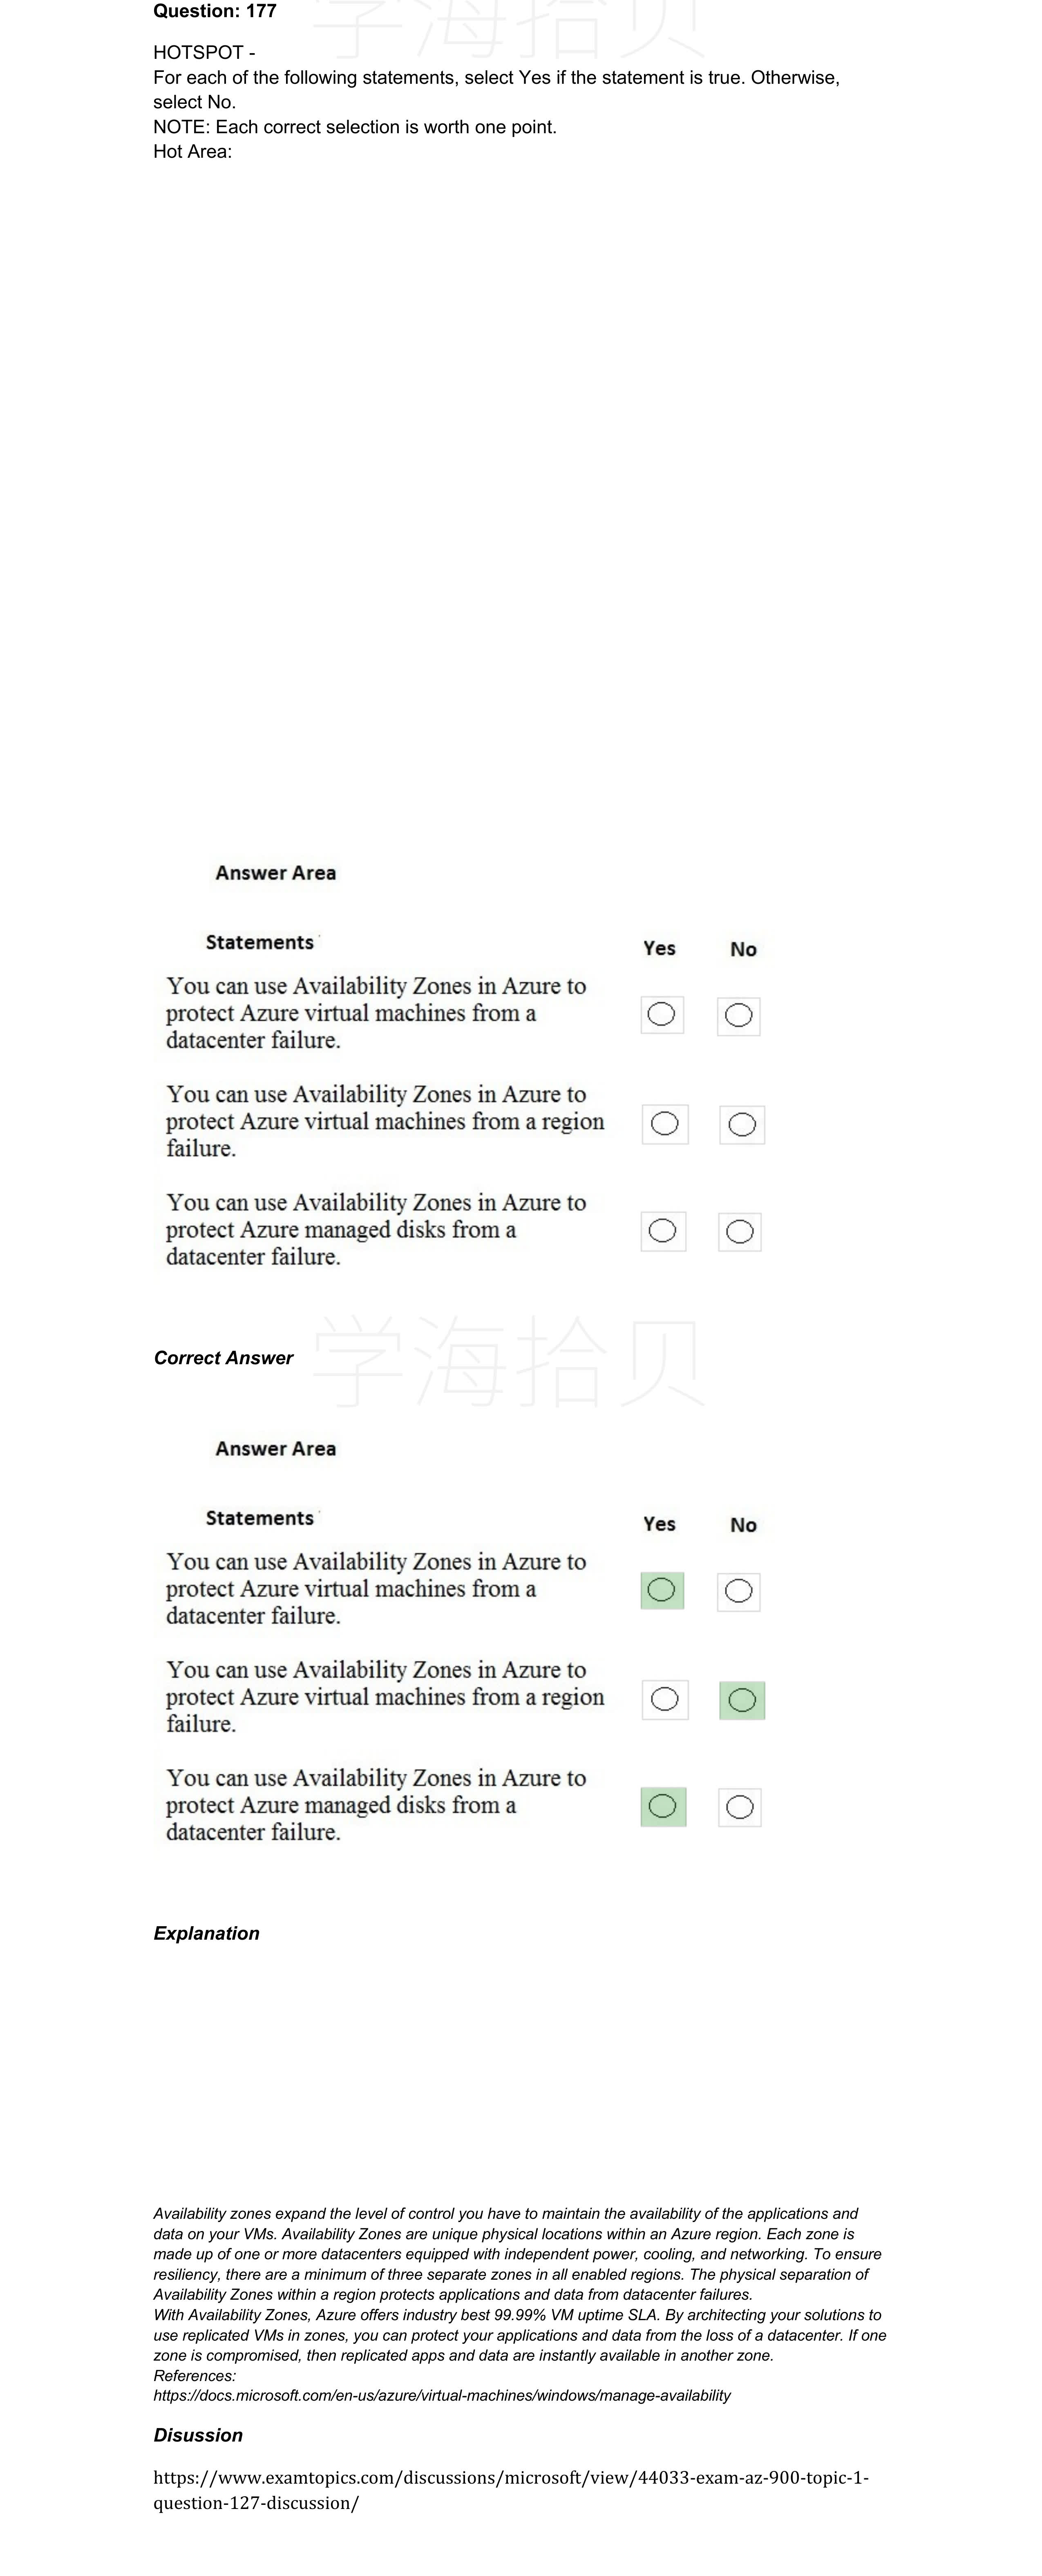 学海拾贝
Question: 177
HOTSPOT -
For each of the following statements, select Yes if the statement is true. Otherwise,
select No.
NOTE: Each correct selection is worth one point.
Hot Area:
Answer Area
Statements Yes No
You can use Availability Zones in Azure to
protect Azure virtual machines from a
datacenter failure.
You can use Availability Zones in Azure to
protect Azure virtual machines from a region
failure.
You can use Availability Zones in Azure to
protect Azure managed disks from a
datacenter failure.
学海拾贝
Correct Answer
Answer Area
Statements Yes No
You can use Availability Zones in Azure to
protect Azure virtual machines from a
datacenter failure.
You can use Availability Zones in Azure to
protect Azure virtual machines from a region
failure.
You can use Availability Zones in Azure to
protect Azure managed disks from a
datacenter failure.
Explanation
Availability zones expand the level of control you have to maintain the availability of the applications and
data on your VMs. Availability Zones are unique physical locations within an Azure region. Each zone is
made up of one or more datacenters equipped with independent power, cooling, and networking. To ensure
resiliency, there are a minimum of three separate zones in all enabled regions. The physical separation of
Availability Zones within a region protects applications and data from datacenter failures.
With Availability Zones, Azure offers industry best 99.99% VM uptime SLA. By architecting your solutions to
use replicated VMs in zones, you can protect your applications and data from the loss of a datacenter. If one
zone is compromised, then replicated apps and data are instantly available in another zone.
References:
https://docs.microsoft.com/en-us/azure/virtual-machines/windows/manage-availability
Disussion
https://www.examtopics.com/discussions/microsoft/view/44033-exam-az-900-topic-1-
question-127-discussion/